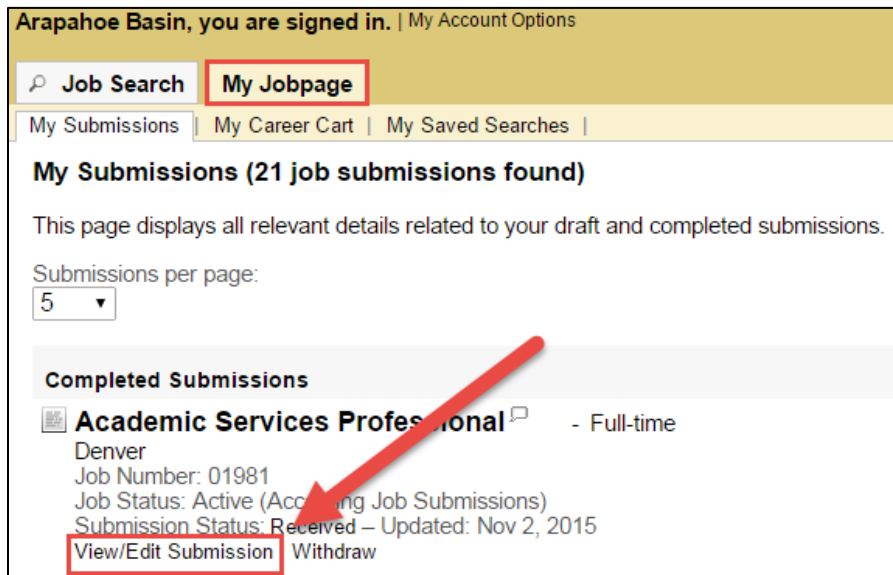 Arapahoe Basin, you are signed in. | My Account Options
Job Search My Jobpage
My Submissions | My Career Cart | My Saved Searches |
My Submissions (21 job submissions found)
This page displays all relevant details related to your draft and completed submissions.
Submissions per page:
5
Completed Submissions
Academic Services Professional - Full-time
Denver
Job Number: 01981
Job Status: Active (Accepting Job Submissions)
Submission Status: Received – Updated: Nov 2, 2015
View/Edit Submission Withdraw